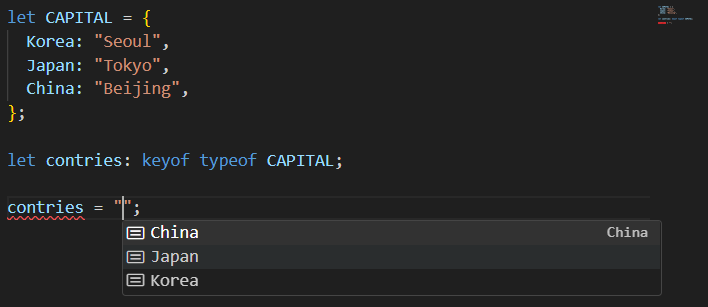 let CAPITAL = {
  Korea: "Seoul",
  Japan: "Tokyo",
  China: "Beijing",
};
let contries: keyof typeof CAPITAL;
contries = "";
China China
Japan
Korea